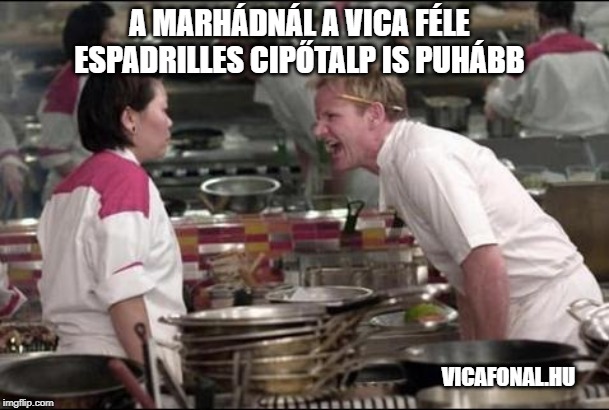 A MARHÁDNÁL A VICA FÉLE
ESPADRILLES CIPŐTALP IS PUHÁBB
VICAFONAL.HU
imgflip.com